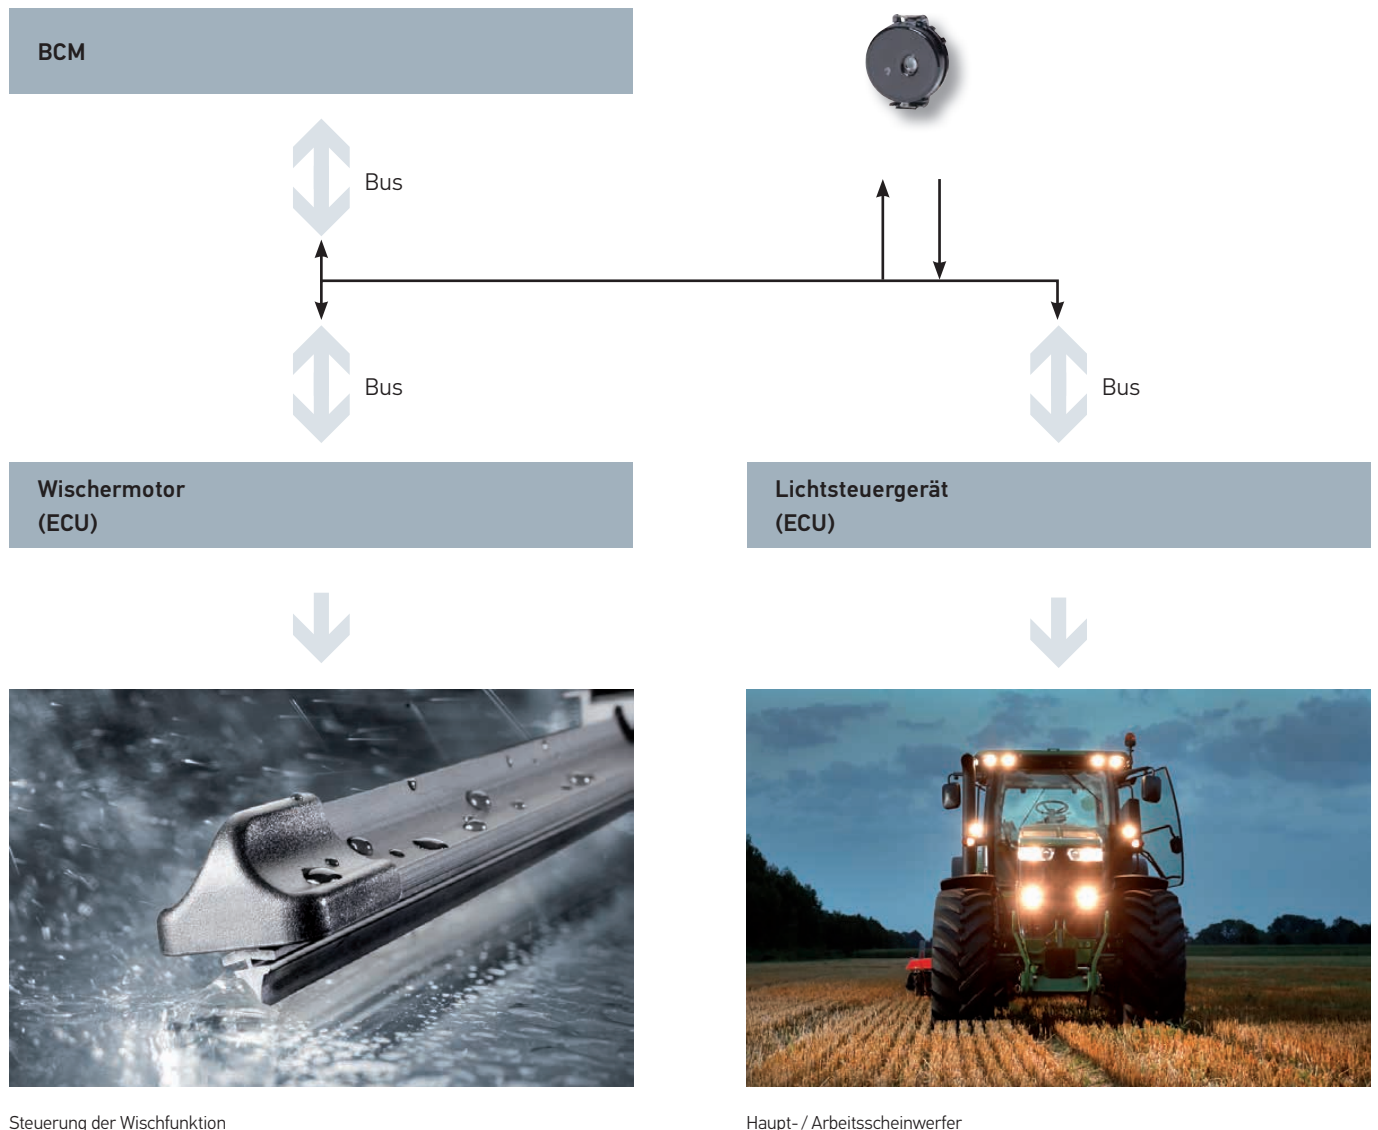 BCM
Bus
Bus
Bus
Wischermotor
(ECU)
Lichtsteuergerät
(ECU)
Steuerung der Wischfunktion
Haupt- / Arbeitsscheinwerfer